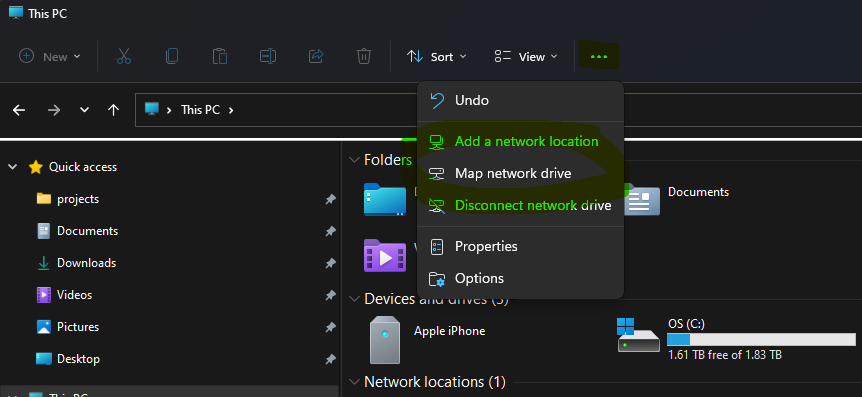 This PC
New
Sort
View
Undo
This PC
Add a network location
Map network drive
Disconnect network drive
Properties
Options
Quick access
projects
Documents
Downloads
Videos
Pictures
Desktop
This PC
Folders
Documents
Devices and drives
Apple iPhone
OS (C:)
1.61 TB free of 1.83 TB
Network locations (1)